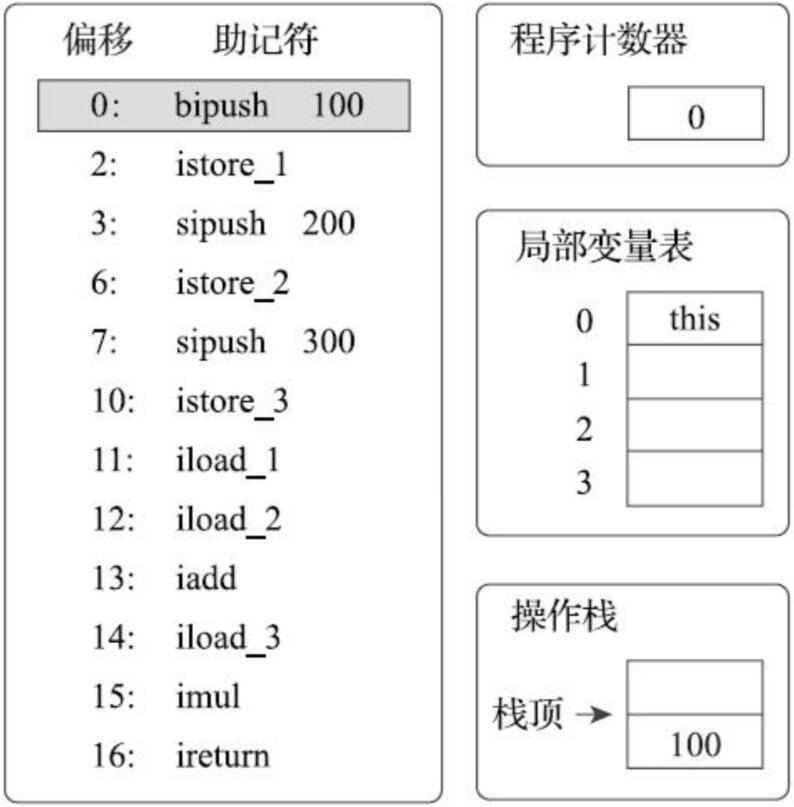 偏移 助记符
0: bipush 100
2: istore_1
3: sipush 200
6: istore_2
7: sipush 300
10: istore_3
11: iload_1
12: iload_2
13: iadd
14: iload_3
15: imul
16: ireturn
程序计数器
0
局部变量表
0 this
1
2
3
操作栈
栈顶
100